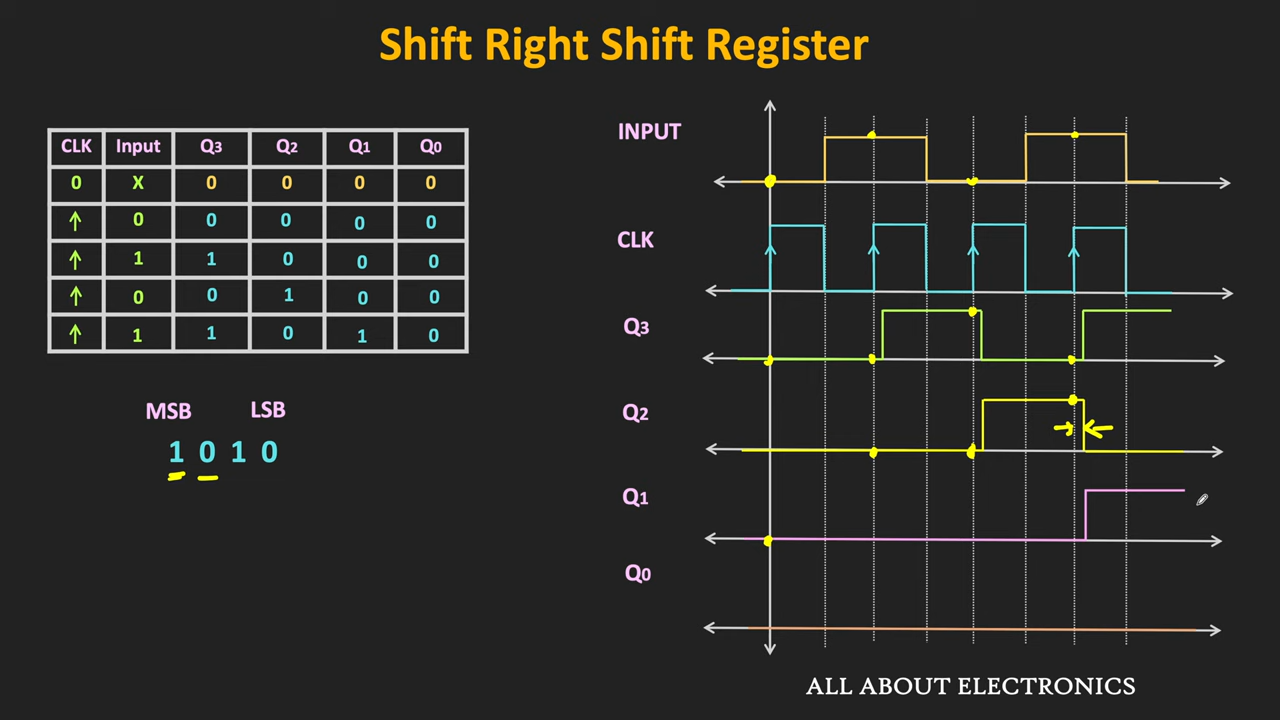 Shift Right Shift Register
CLK Input Q3 Q2 Q1 Q0
0 X 0 0 0 0
↑ 0 0 0 0 0
↑ 1 1 0 0 0
↑ 0 0 1 0 0
↑ 1 1 0 1 0
MSB LSB
1 0 1 0
INPUT
CLK
Q3
Q2
Q1
Q0
ALL ABOUT ELECTRONICS